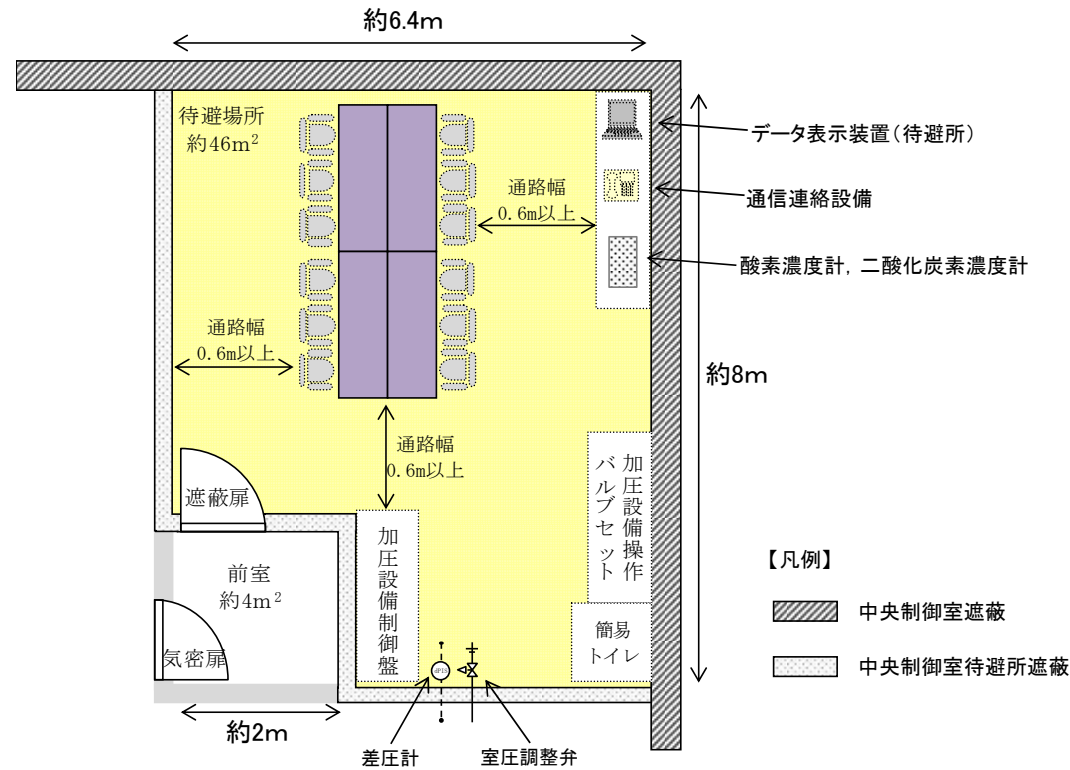 約6.4m
待避場所
約46m²
データ表示装置(待避所)
通路幅
0.6m以上
通信連絡設備
酸素濃度計, 二酸化炭素濃度計
通路幅
0.6m以上
約8m
通路幅
0.6m以上
加圧設備操作
バルブセット
遮蔽扉
加圧設備制御盤
前室
約4m²
気密扉
簡易
トイレ
dPIS
約2m
差圧計
室圧調整弁
【凡例】
中央制御室遮蔽
中央制御室待避所遮蔽